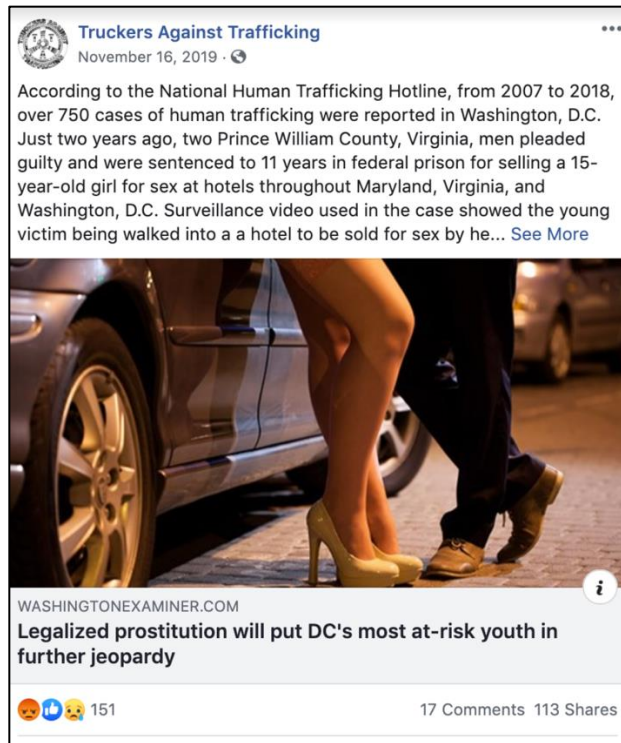 Truckers Against Trafficking
November 16, 2019 ·
According to the National Human Trafficking Hotline, from 2007 to 2018,
over 750 cases of human trafficking were reported in Washington, D.C.
Just two years ago, two Prince William County, Virginia, men pleaded
guilty and were sentenced to 11 years in federal prison for selling a 15-
year-old girl for sex at hotels throughout Maryland, Virginia, and
Washington, D.C. Surveillance video used in the case showed the young
victim being walked into a a hotel to be sold for sex by he... See More
i
WASHINGTONEXAMINER.COM
Legalized prostitution will put DC's most at-risk youth in
further jeopardy
151 17 Comments 113 Shares